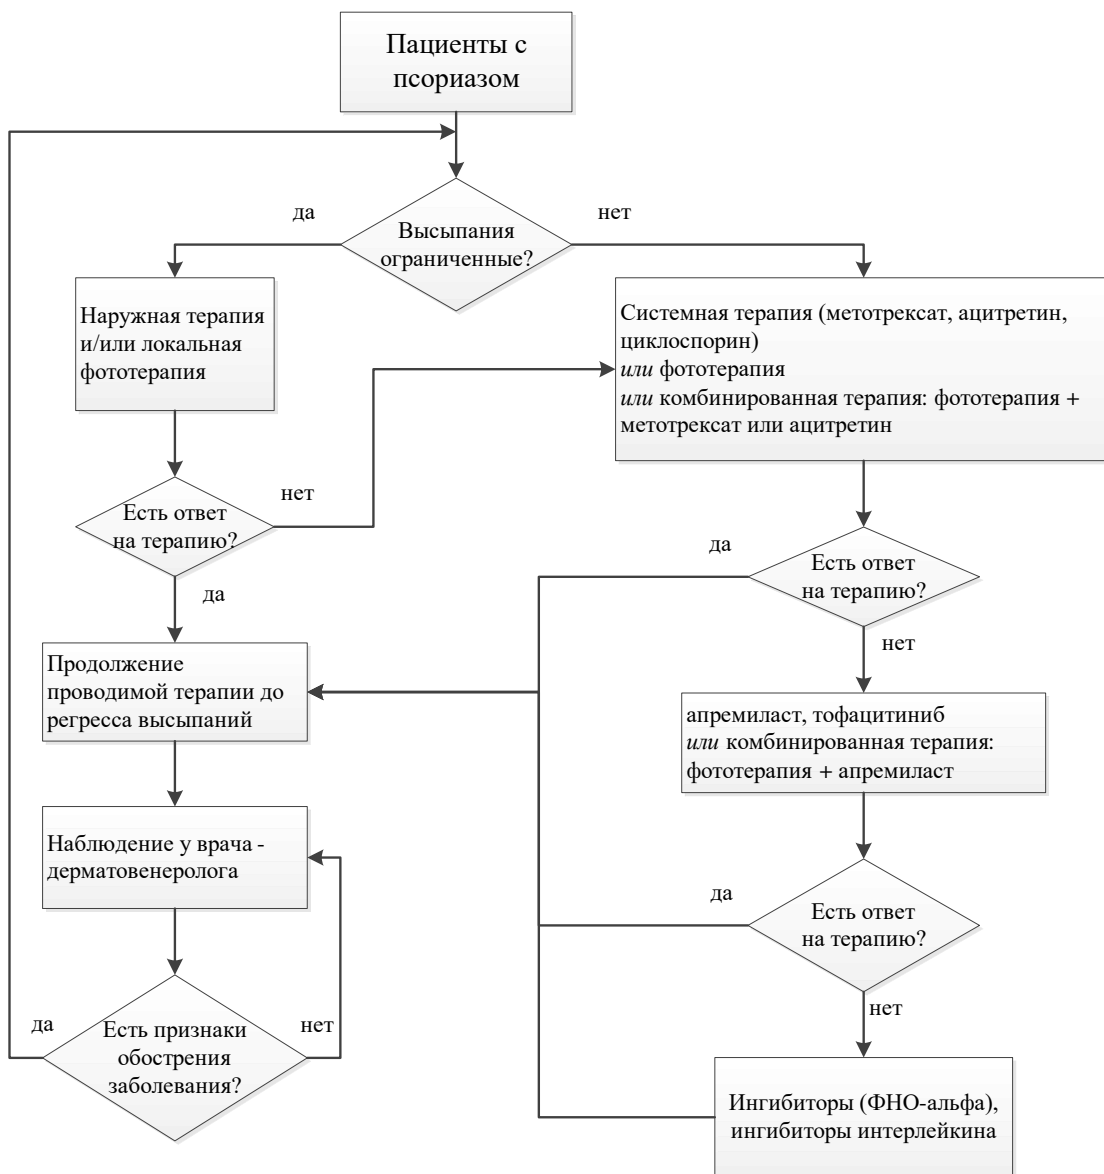 Пациенты с
псориазом
да
нет
Высыпания
ограниченные?
Наружная терапия
и/или локальная
фототерапия
Системная терапия (метотрексат, ацитретин,
циклоспорин)
или фототерапия
или комбинированная терапия: фототерапия +
метотрексат или ацитретин
нет
Есть ответ
на терапию?
да
да
Есть ответ
на терапию?
нет
Продолжение
проводимой терапии до
регресса высыпаний
апремиласт, тофацитиниб
или комбинированная терапия:
фототерапия + апремиласт
Наблюдение у врача -
дерматовенеролога
да
Есть ответ
на терапию?
нет
да
нет
Есть признаки
обострения
заболевания?
Ингибиторы (ФНО-альфа),
ингибиторы интерлейкина